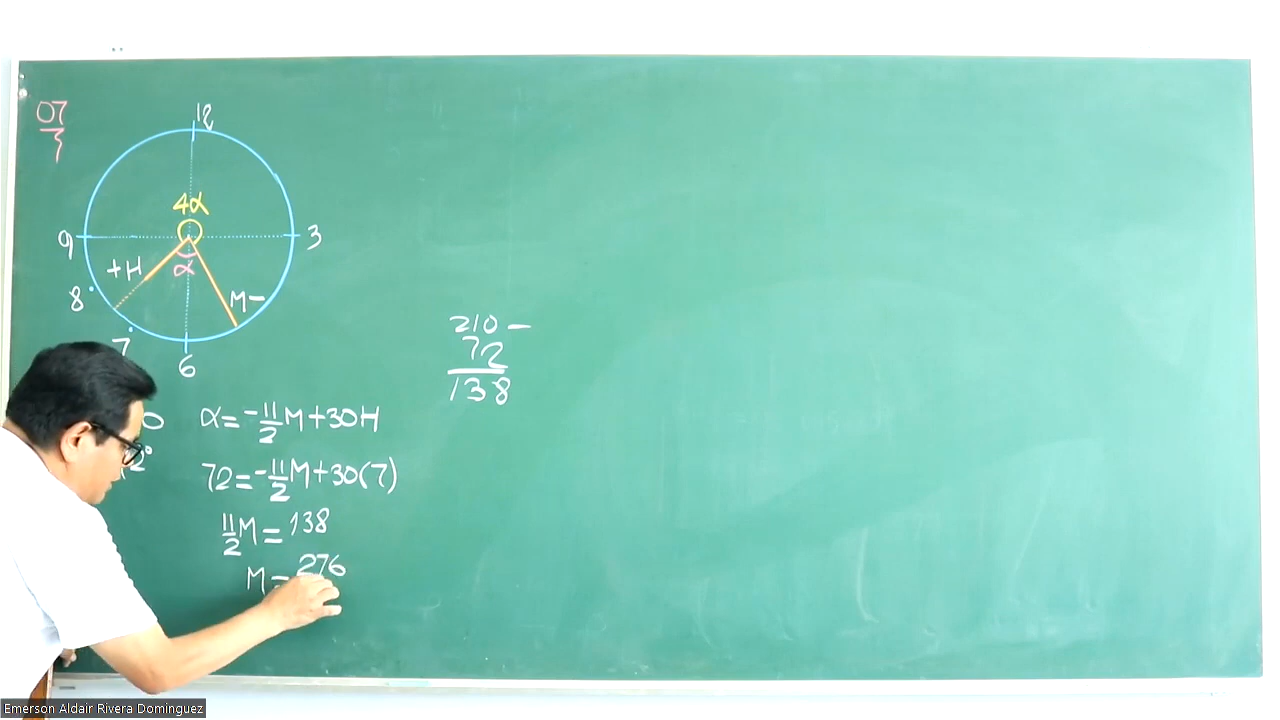 07
12
4α
9
3
+H
α
M-
8
7
6
210 -
72
138
α = -11/2 M + 30H
2°
72 = -11/2 M + 30(7)
11/2 M = 138
M = 276
Emerson Aldair Rivera Dominguez